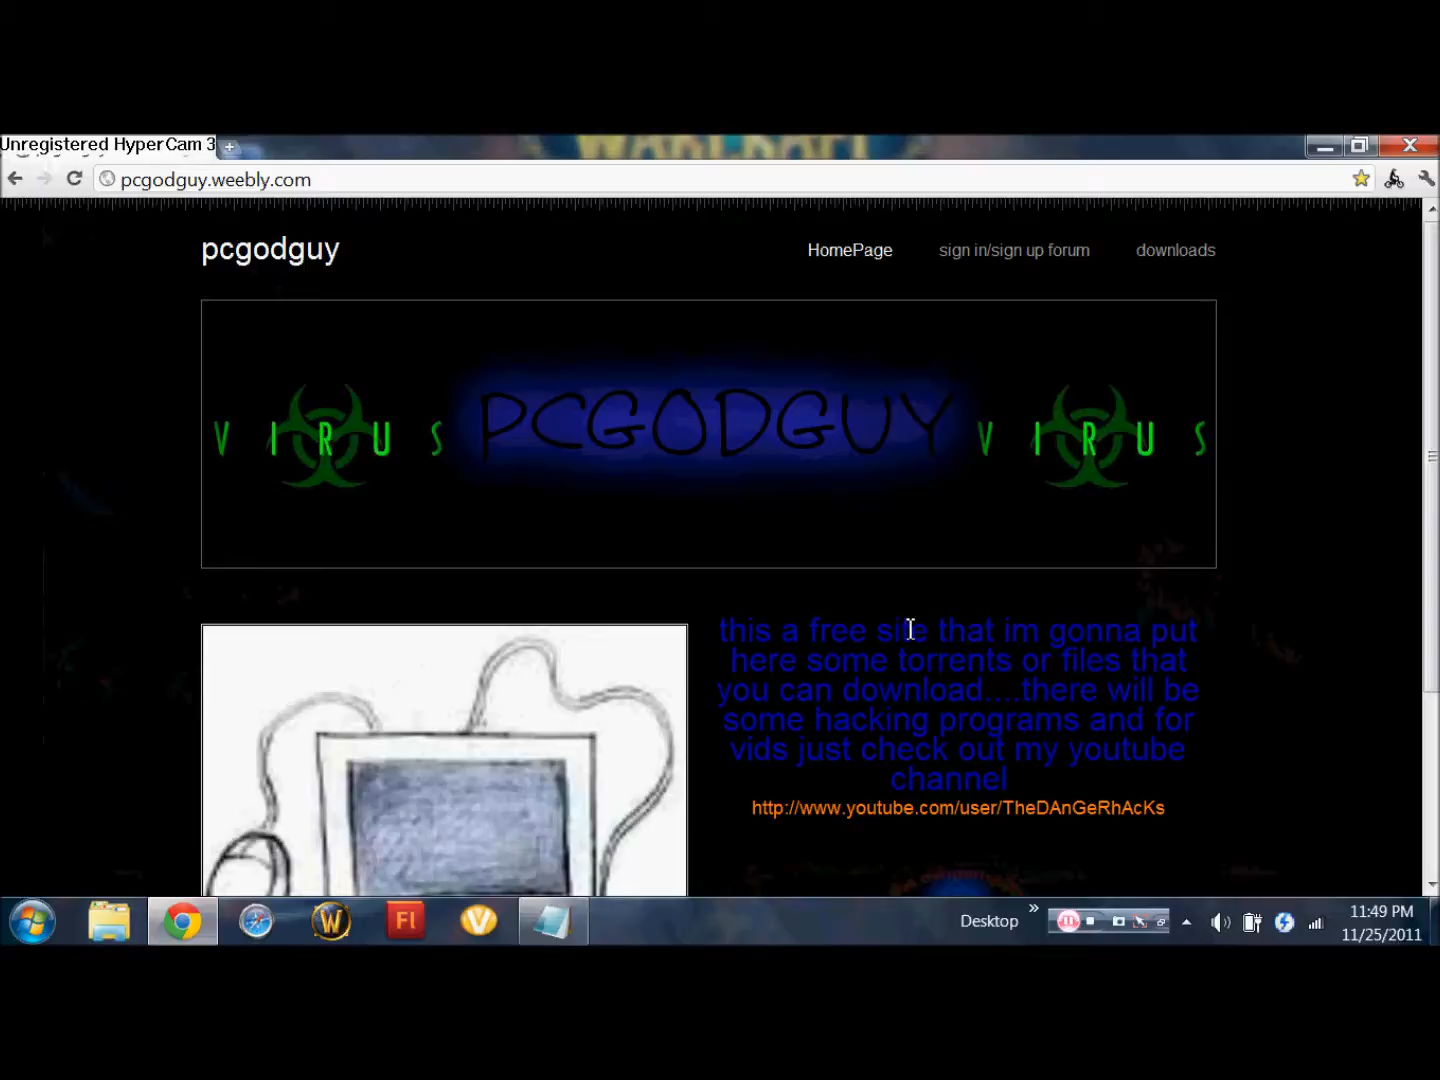 WARCRAFT
Unregistered HyperCam 3
pcgodguy.weebly.com
pcgodguy
HomePage sign in/sign up forum downloads
VIRUS PCGODGUY VIRUS
this a free site that im gonna put
here some torrents or files that
you can download....there will be
some hacking programs and for
vids just check out my youtube
channel
http://www.youtube.com/user/TheDAnGeRhAcKs
Desktop
11:49 PM
11/25/2011